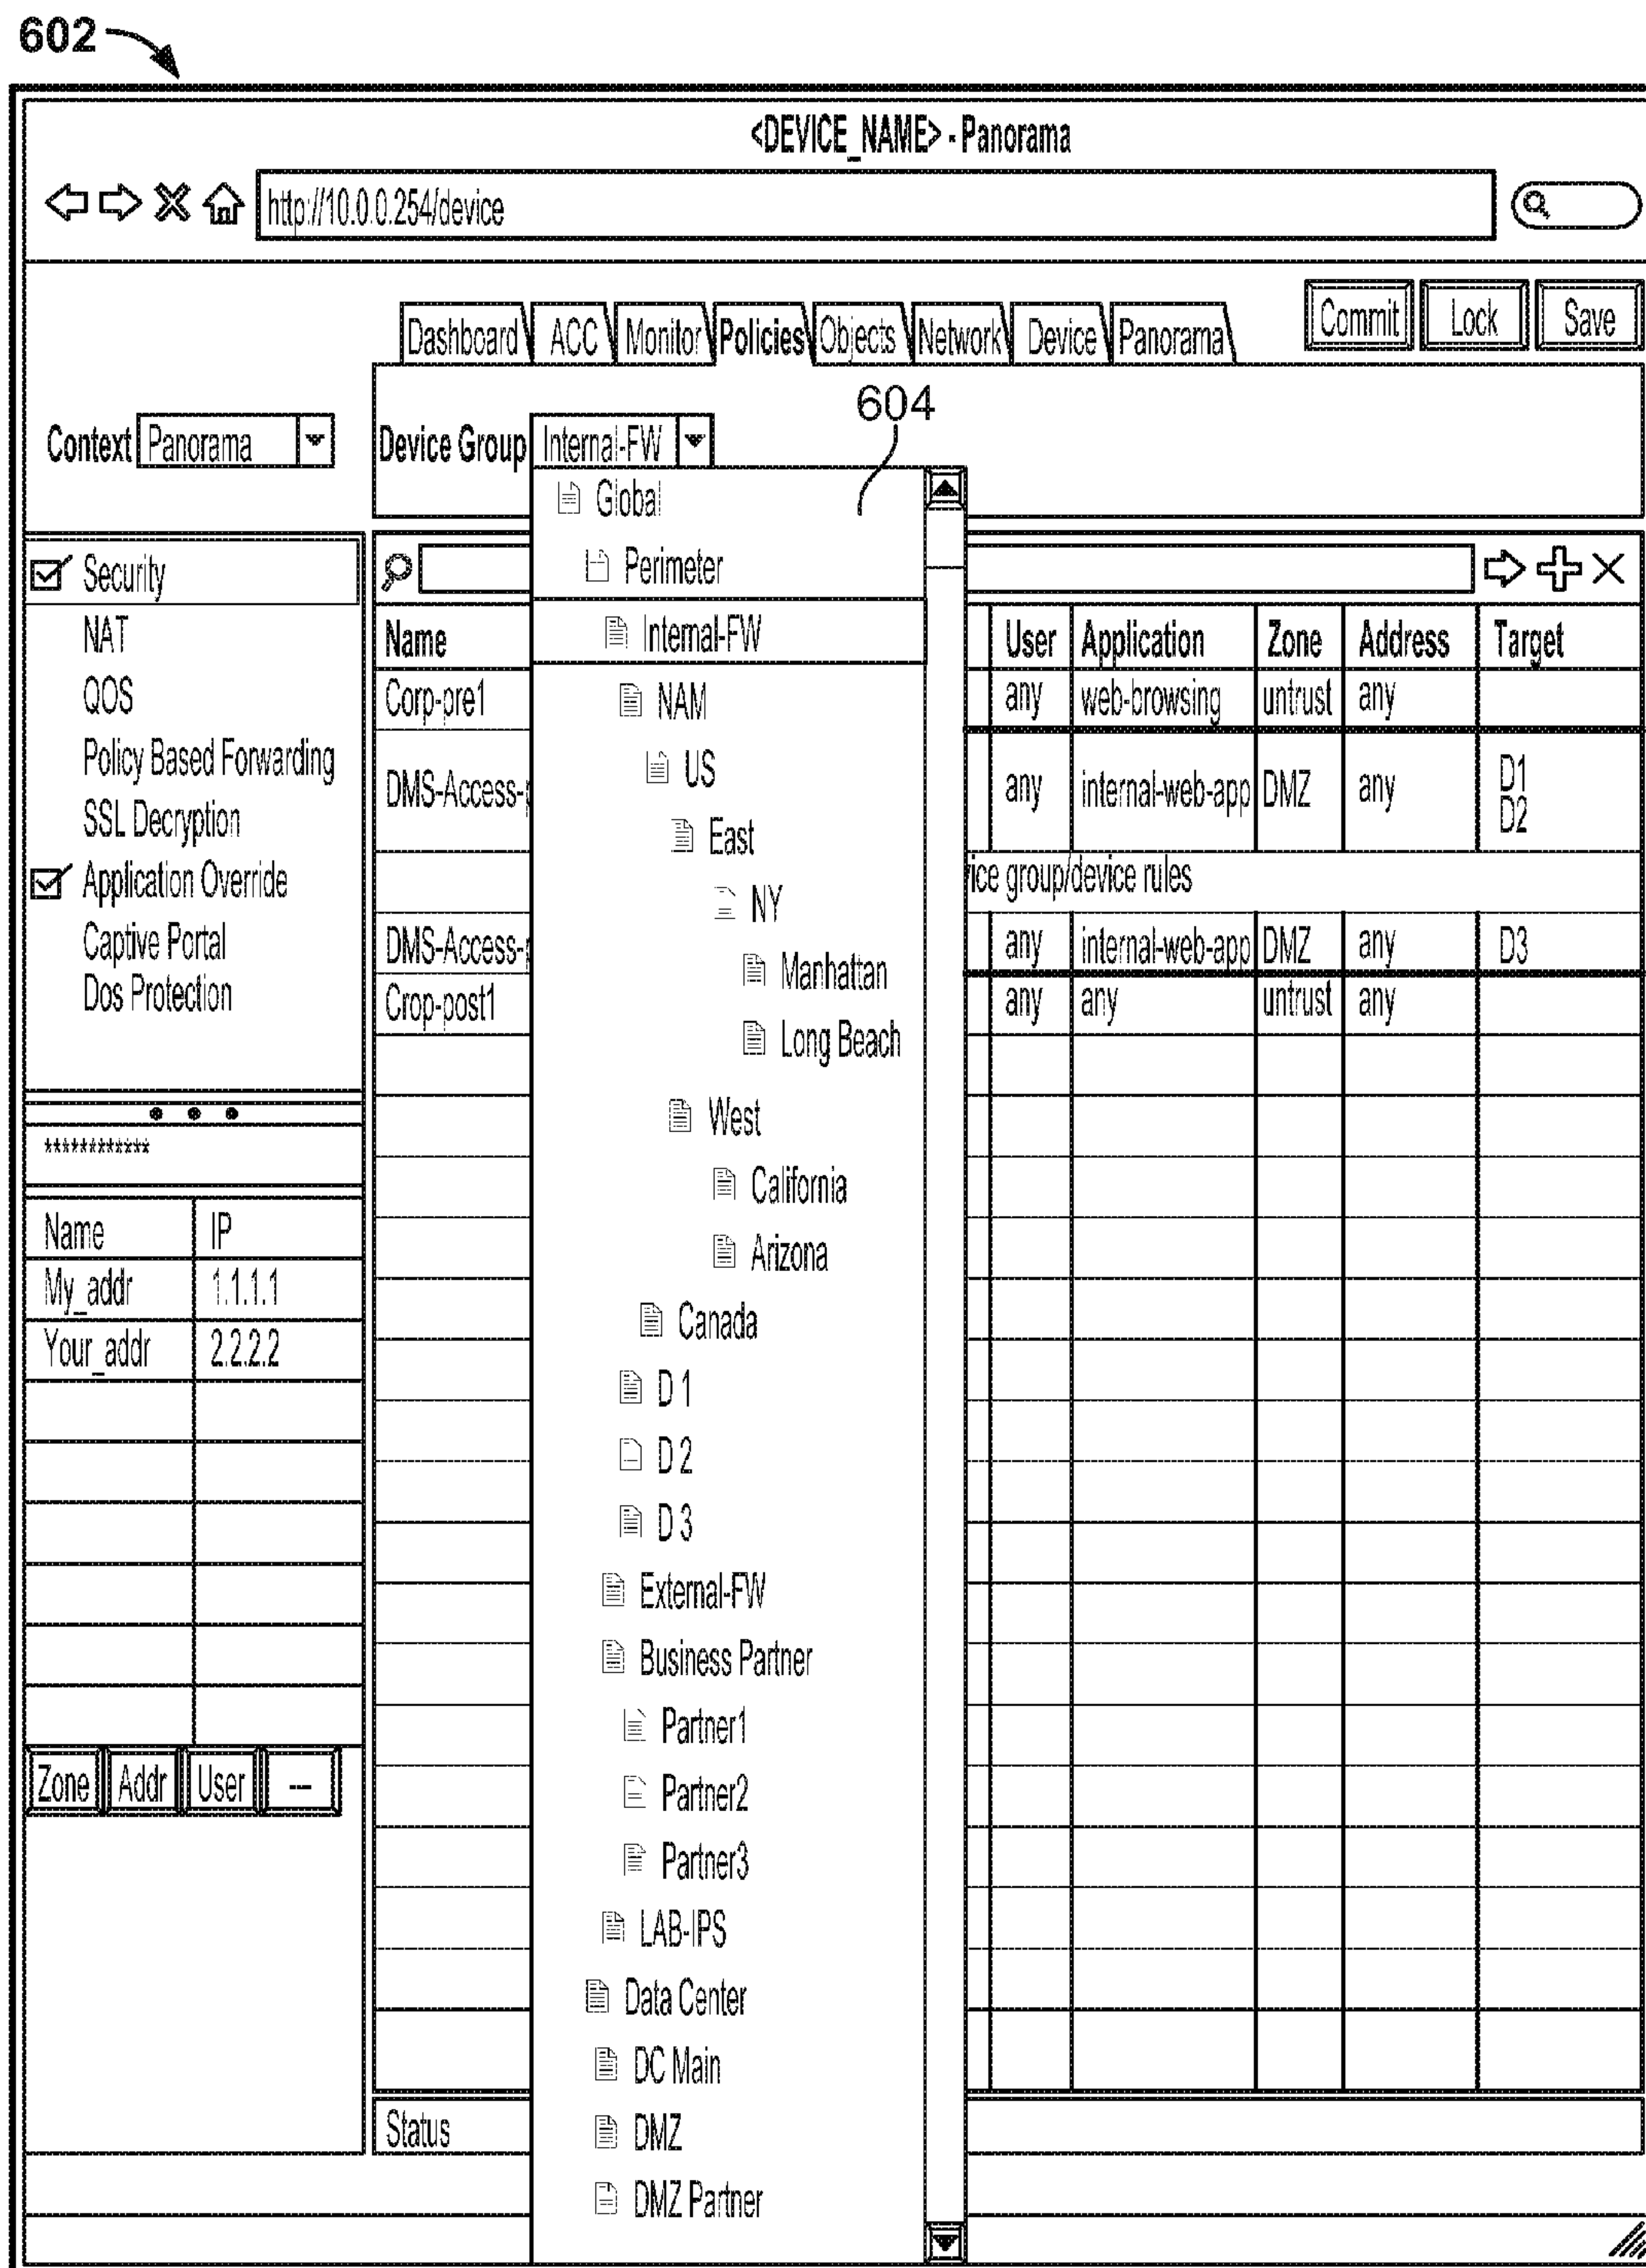 602
<DEVICE_NAME> - Panorama
http://10.0.0.254/device
Commit Lock Save
Dashboard ACC Monitor Policies Objects Network Device Panorama
604
Context Panorama Device Group Internal-FW
Global
Perimeter
Internal-FW
NAM
US
East
NY
Manhattan
Long Beach
West
California
Arizona
Canada
D1
D2
D3
External-FW
Business Partner
Partner1
Partner2
Partner3
LAB-IPS
Data Center
DC Main
DMZ
DMZ Partner
Security
NAT
QOS
Policy Based Forwarding
SSL Decryption
Application Override
Captive Portal
Dos Protection
************
Name IP
My_addr 1.1.1.1
Your_addr 2.2.2.2
Zone Addr User ---
Name User Application Zone Address Target
Corp-pre1 any web-browsing untrust any
DMS-Access-p any internal-web-app DMZ any D1
D2
ice group/device rules
DMS-Access-p any internal-web-app DMZ any D3
Crop-post1 any any untrust any
Status